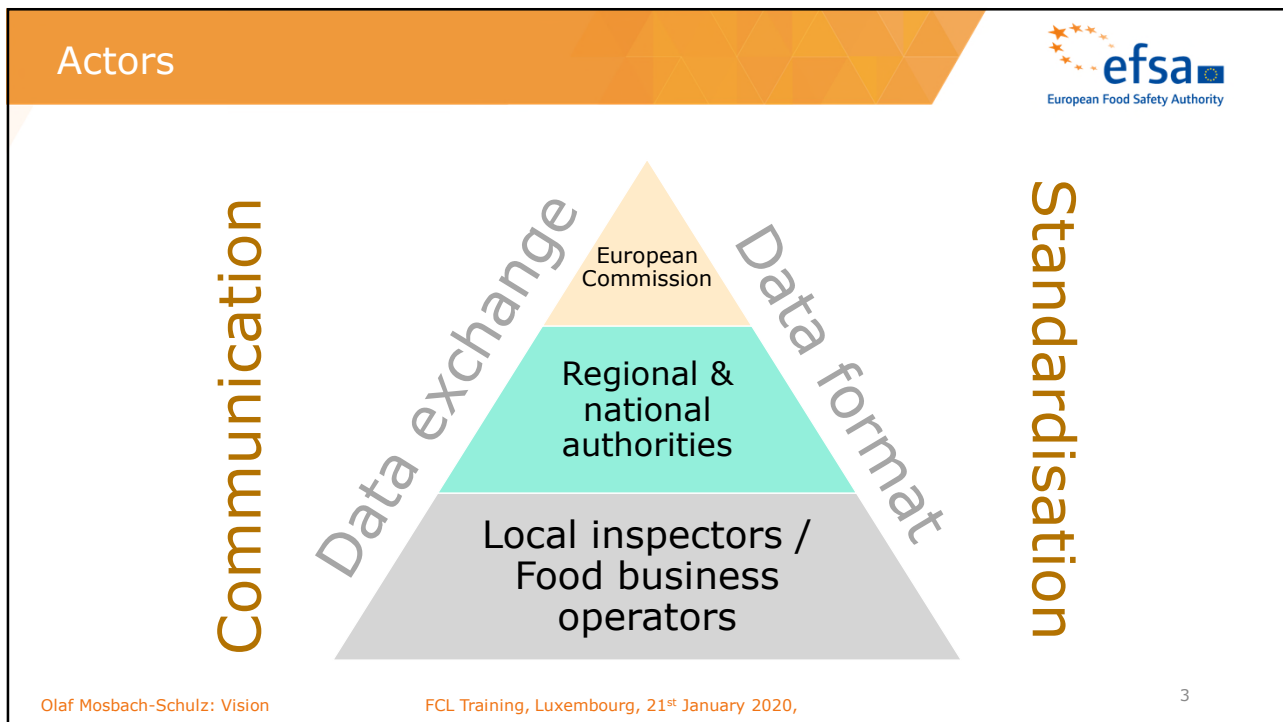 Actors
efsa
European Food Safety Authority
Communication
Data exchange
European
Commission
Regional &
national
authorities
Local inspectors /
Food business
operators
Data format
Standardisation
Olaf Mosbach-Schulz: Vision
FCL Training, Luxembourg, 21st January 2020,
3